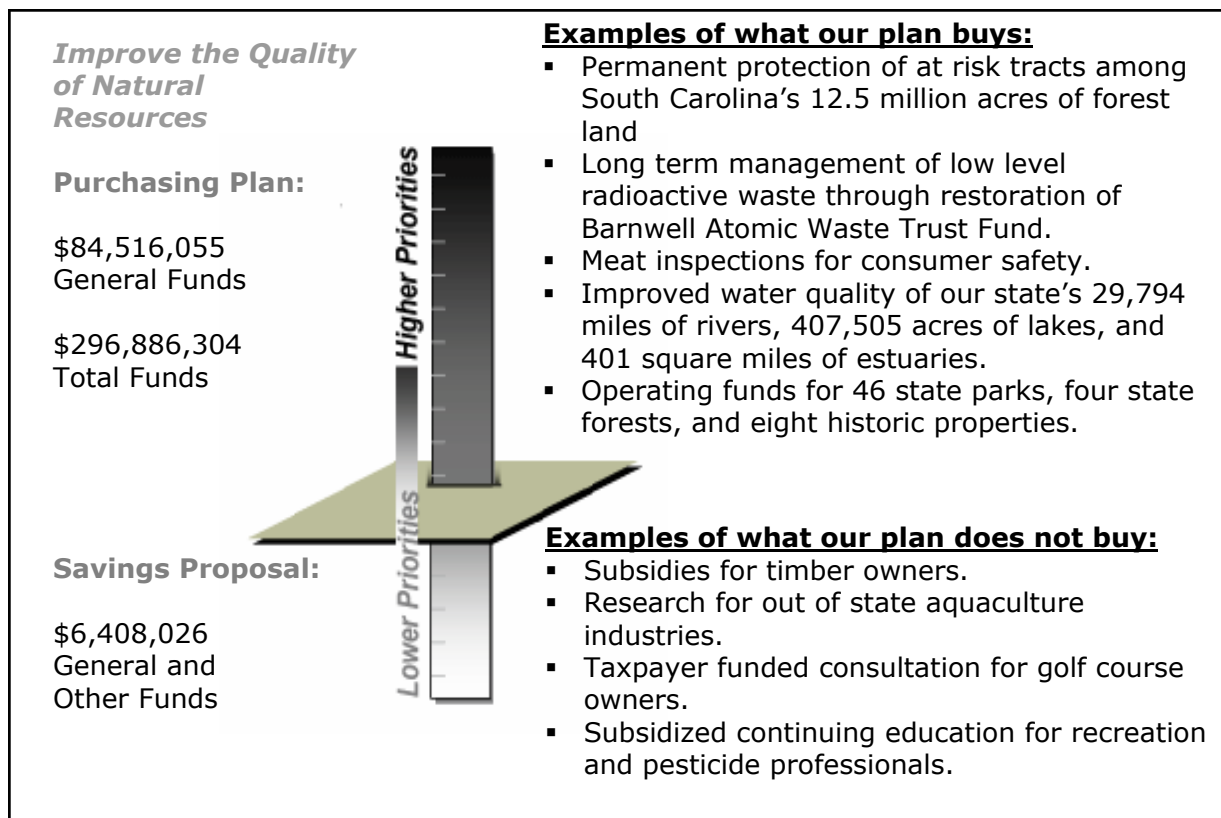 Improve the Quality
of Natural
Resources
Purchasing Plan:
$84,516,055
General Funds
$296,886,304
Total Funds
Savings Proposal:
$6,408,026
General and
Other Funds
Higher Priorities
Lower Priorities
Examples of what our plan buys:
▪ Permanent protection of at risk tracts among
South Carolina’s 12.5 million acres of forest
land
▪ Long term management of low level
radioactive waste through restoration of
Barnwell Atomic Waste Trust Fund.
▪ Meat inspections for consumer safety.
▪ Improved water quality of our state’s 29,794
miles of rivers, 407,505 acres of lakes, and
401 square miles of estuaries.
▪ Operating funds for 46 state parks, four state
forests, and eight historic properties.
Examples of what our plan does not buy:
▪ Subsidies for timber owners.
▪ Research for out of state aquaculture
industries.
▪ Taxpayer funded consultation for golf course
owners.
▪ Subsidized continuing education for recreation
and pesticide professionals.